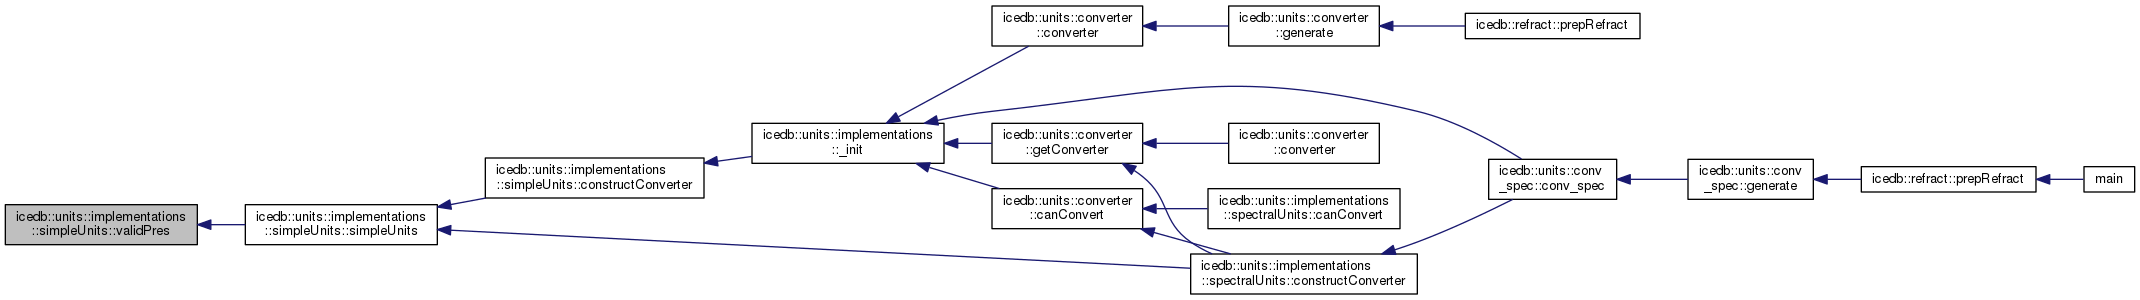 icedb::units::implementations
::simpleUnits::validPres
icedb::units::implementations
::simpleUnits::simpleUnits
icedb::units::implementations
::simpleUnits::constructConverter
icedb::units::implementations
::_init
icedb::units::converter
::converter
icedb::units::converter
::generate
icedb::refract::prepRefract
icedb::units::converter
::getConverter
icedb::units::converter
::converter
icedb::units::converter
::canConvert
icedb::units::implementations
::spectralUnits::canConvert
icedb::units::implementations
::spectralUnits::constructConverter
icedb::units::conv
_spec::conv_spec
icedb::units::conv
_spec::generate
icedb::refract::prepRefract
main